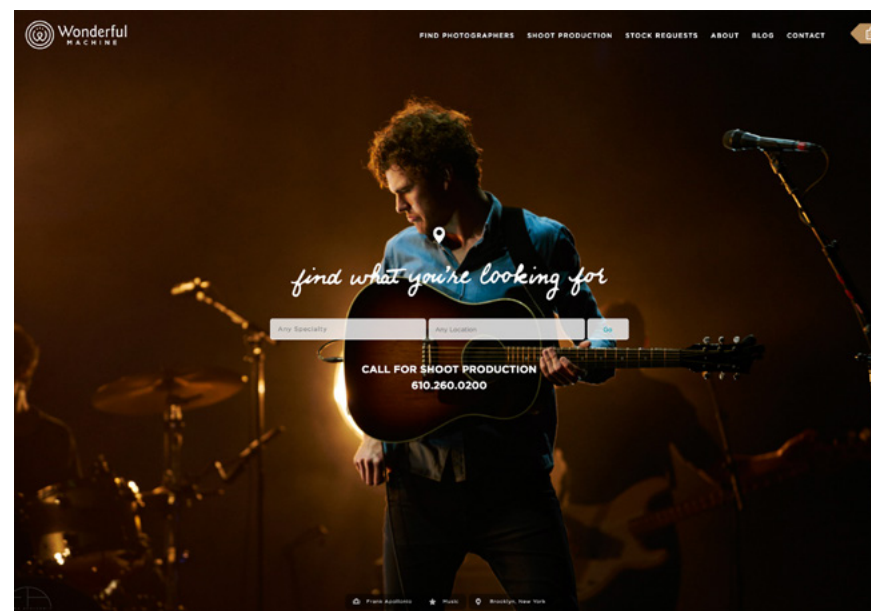 Wonderful
MACHINE
FIND PHOTOGRAPHERS SHOOT PRODUCTION STOCK REQUESTS ABOUT BLOG CONTACT
find what you're looking for
Any Specialty Any Location Go
CALL FOR SHOOT PRODUCTION
610.260.0200
Frank Apollonio Music Brooklyn, New York